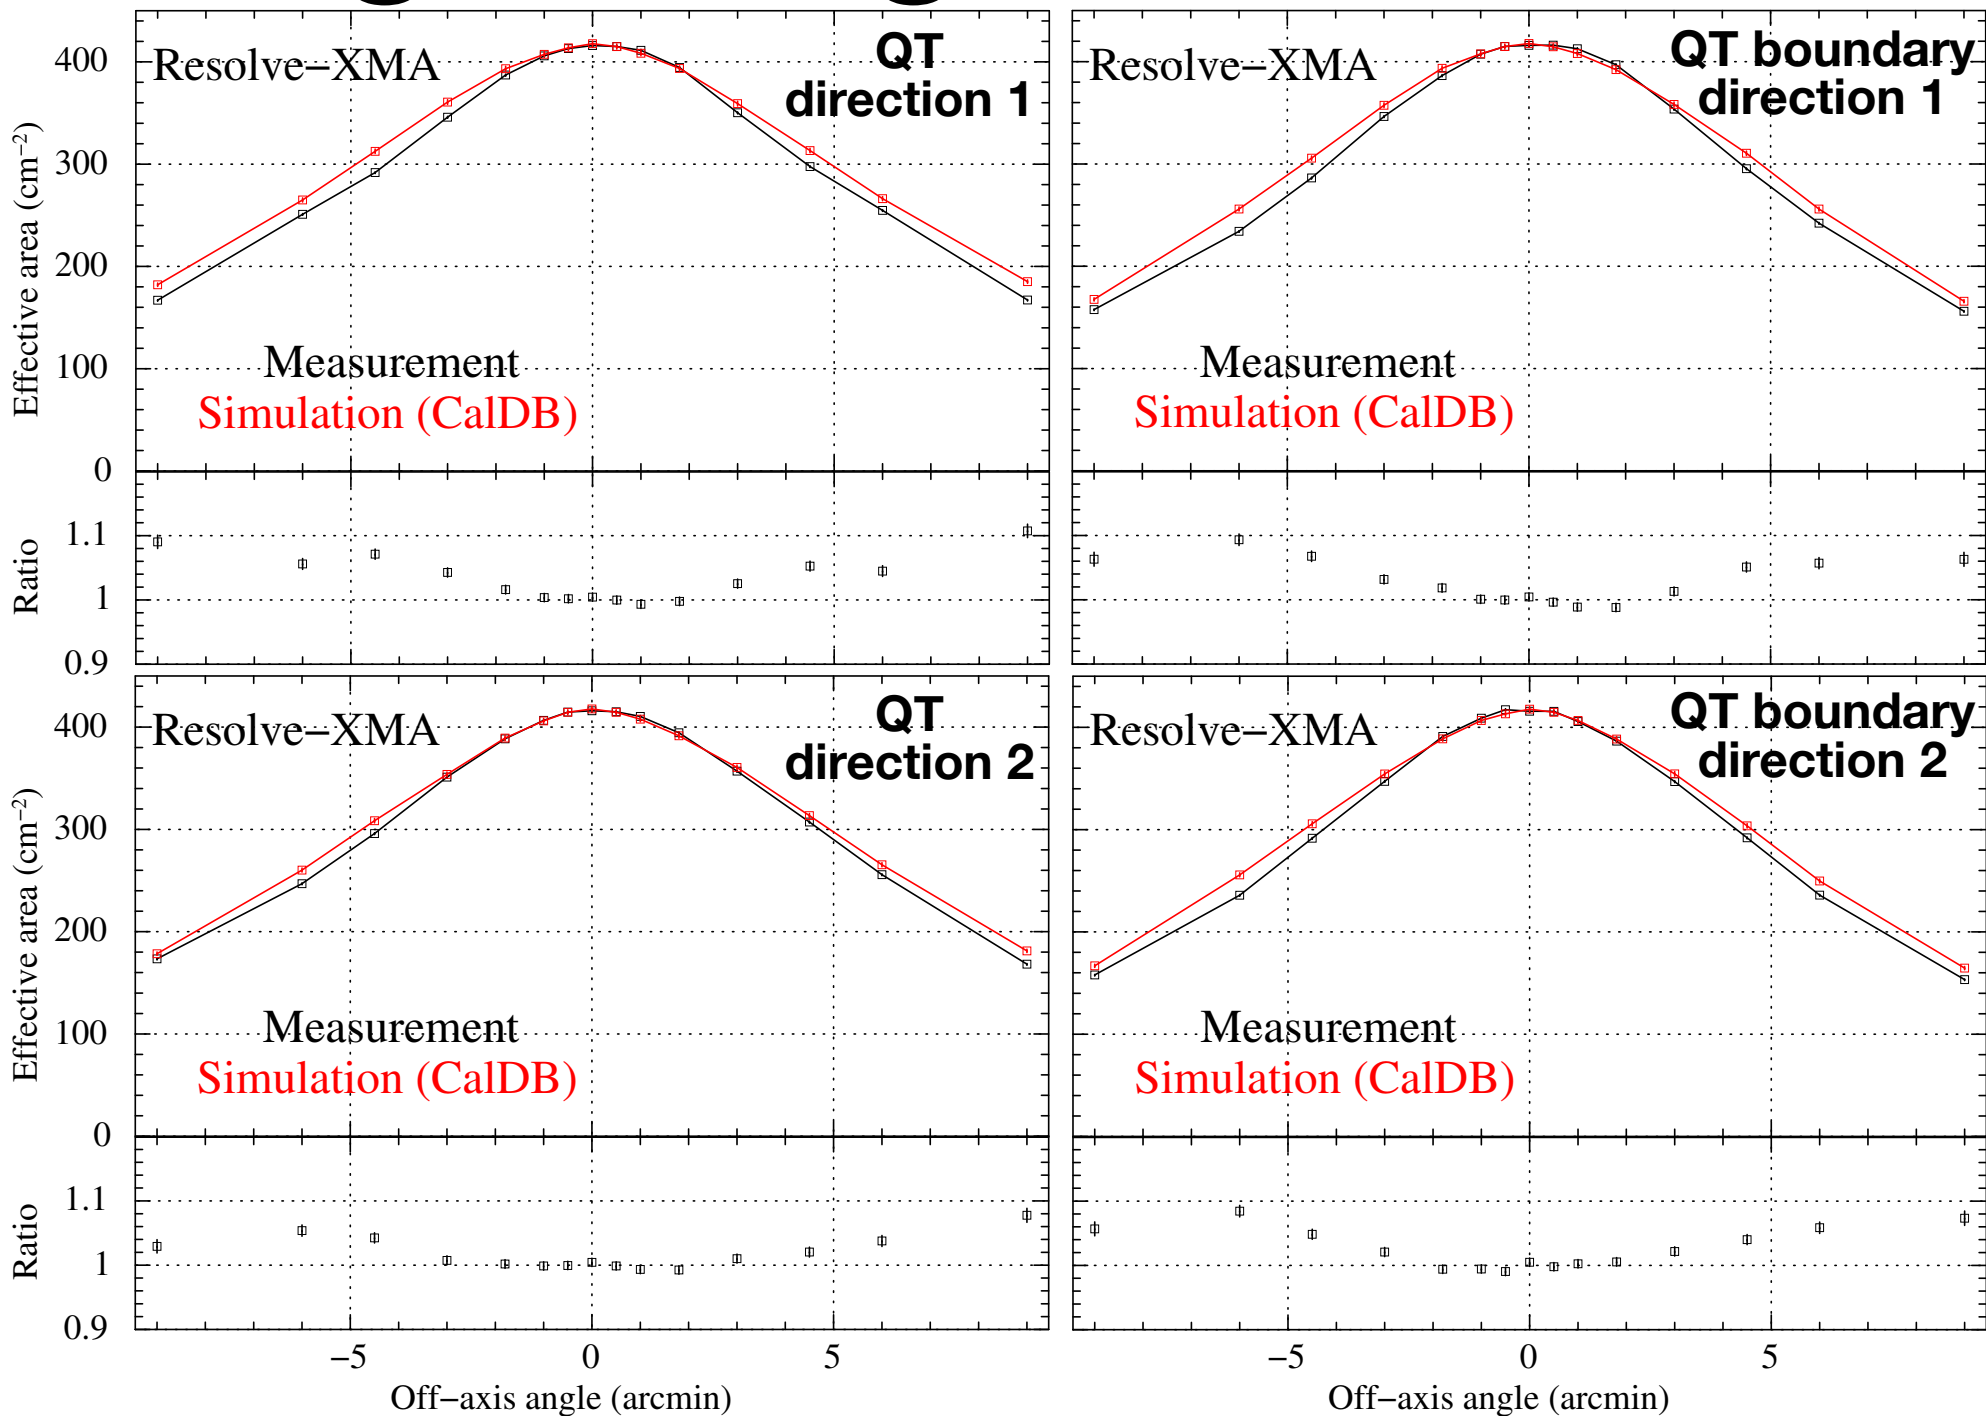 Resolve−XMA
QT
direction 1
400
300
200
100
0
Effective area (cm−2)
Measurement
Simulation (CalDB)
1.1
1
0.9
Ratio
Resolve−XMA
QT boundary
direction 1
Measurement
Simulation (CalDB)
Resolve−XMA
QT
direction 2
400
300
200
100
0
Effective area (cm−2)
Measurement
Simulation (CalDB)
1.1
1
0.9
Ratio
−5 0 5
Off−axis angle (arcmin)
Resolve−XMA
QT boundary
direction 2
Measurement
Simulation (CalDB)
−5 0 5
Off−axis angle (arcmin)